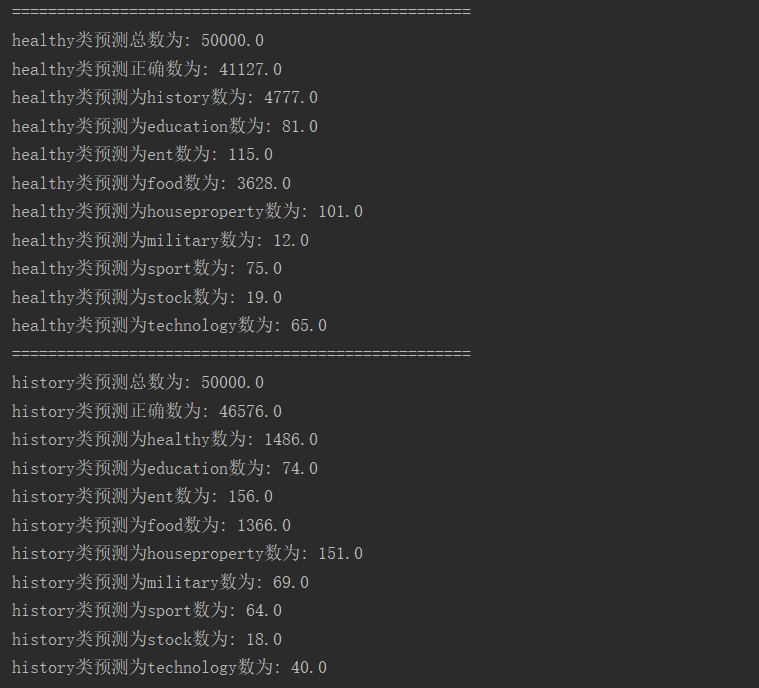 ===================================================
healthy类预测总数为: 50000.0
healthy类预测正确数为: 41127.0
healthy类预测为history数为: 4777.0
healthy类预测为education数为: 81.0
healthy类预测为ent数为: 115.0
healthy类预测为food数为: 3628.0
healthy类预测为houseproperty数为: 101.0
healthy类预测为military数为: 12.0
healthy类预测为sport数为: 75.0
healthy类预测为stock数为: 19.0
healthy类预测为technology数为: 65.0
===================================================
history类预测总数为: 50000.0
history类预测正确数为: 46576.0
history类预测为healthy数为: 1486.0
history类预测为education数为: 74.0
history类预测为ent数为: 156.0
history类预测为food数为: 1366.0
history类预测为houseproperty数为: 151.0
history类预测为military数为: 69.0
history类预测为sport数为: 64.0
history类预测为stock数为: 18.0
history类预测为technology数为: 40.0